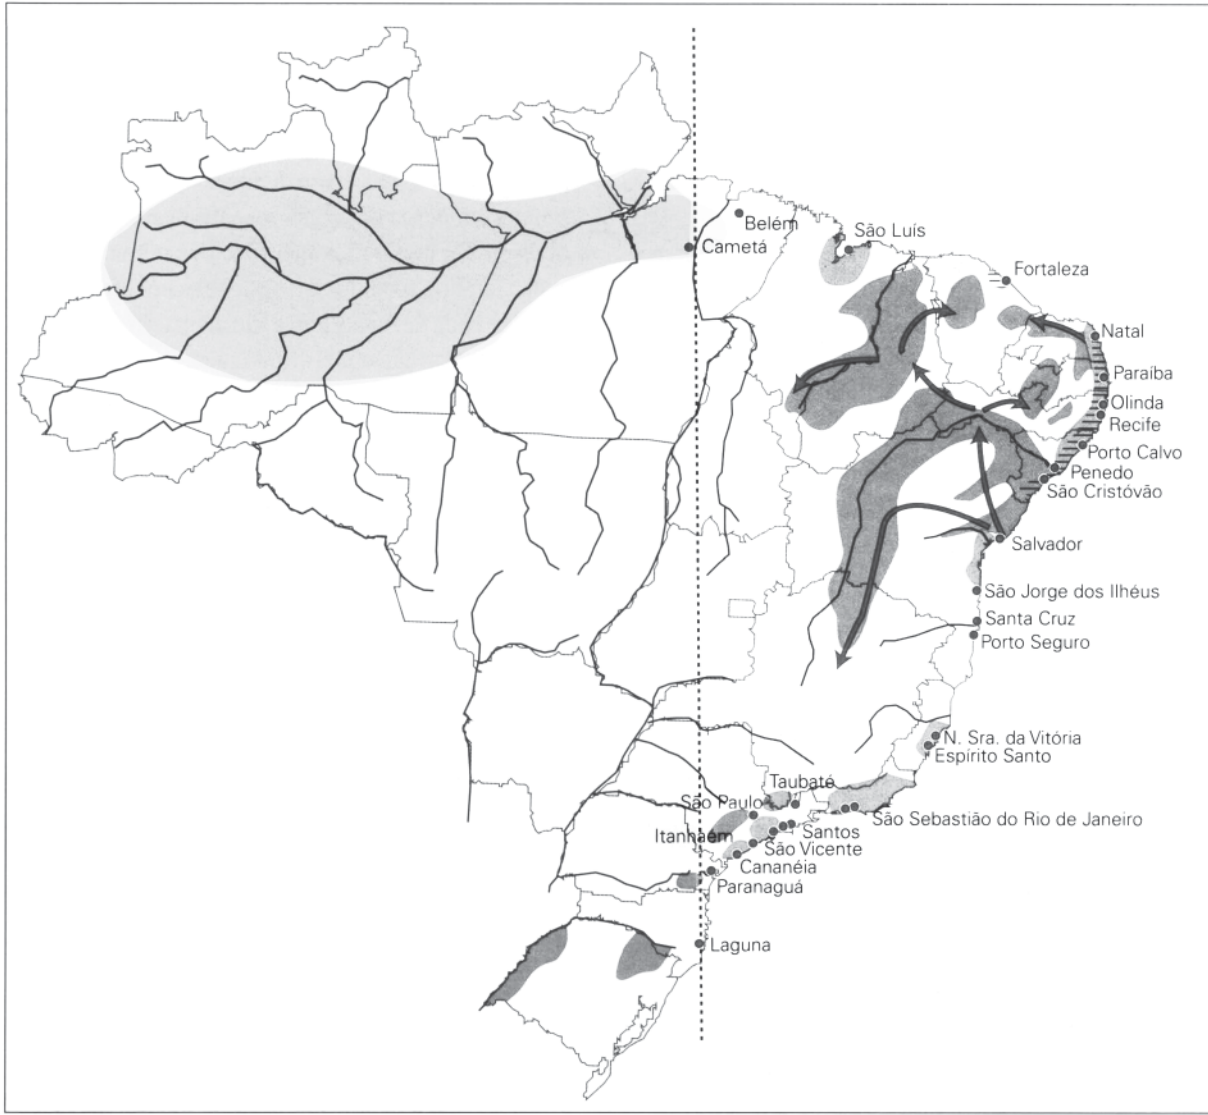 Belém
São Luís
Cametá
Fortaleza
Natal
Paraíba
Olinda
Recife
Porto Calvo
Penedo
São Cristóvão
Salvador
São Jorge dos Ilhéus
Santa Cruz
Porto Seguro
N. Sra. da Vitória
Espírito Santo
Taubaté
São Paulo
São Sebastião do Rio de Janeiro
Itanhaém
Santos
São Vicente
Cananéia
Paranaguá
Laguna